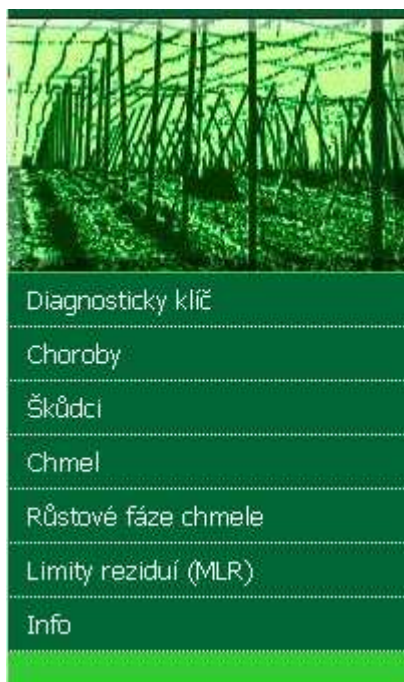 Diagnosticky klíč
Choroby
Škůdci
Chmel
Růstové fáze chmele
Limity reziduí (MLR)
Info